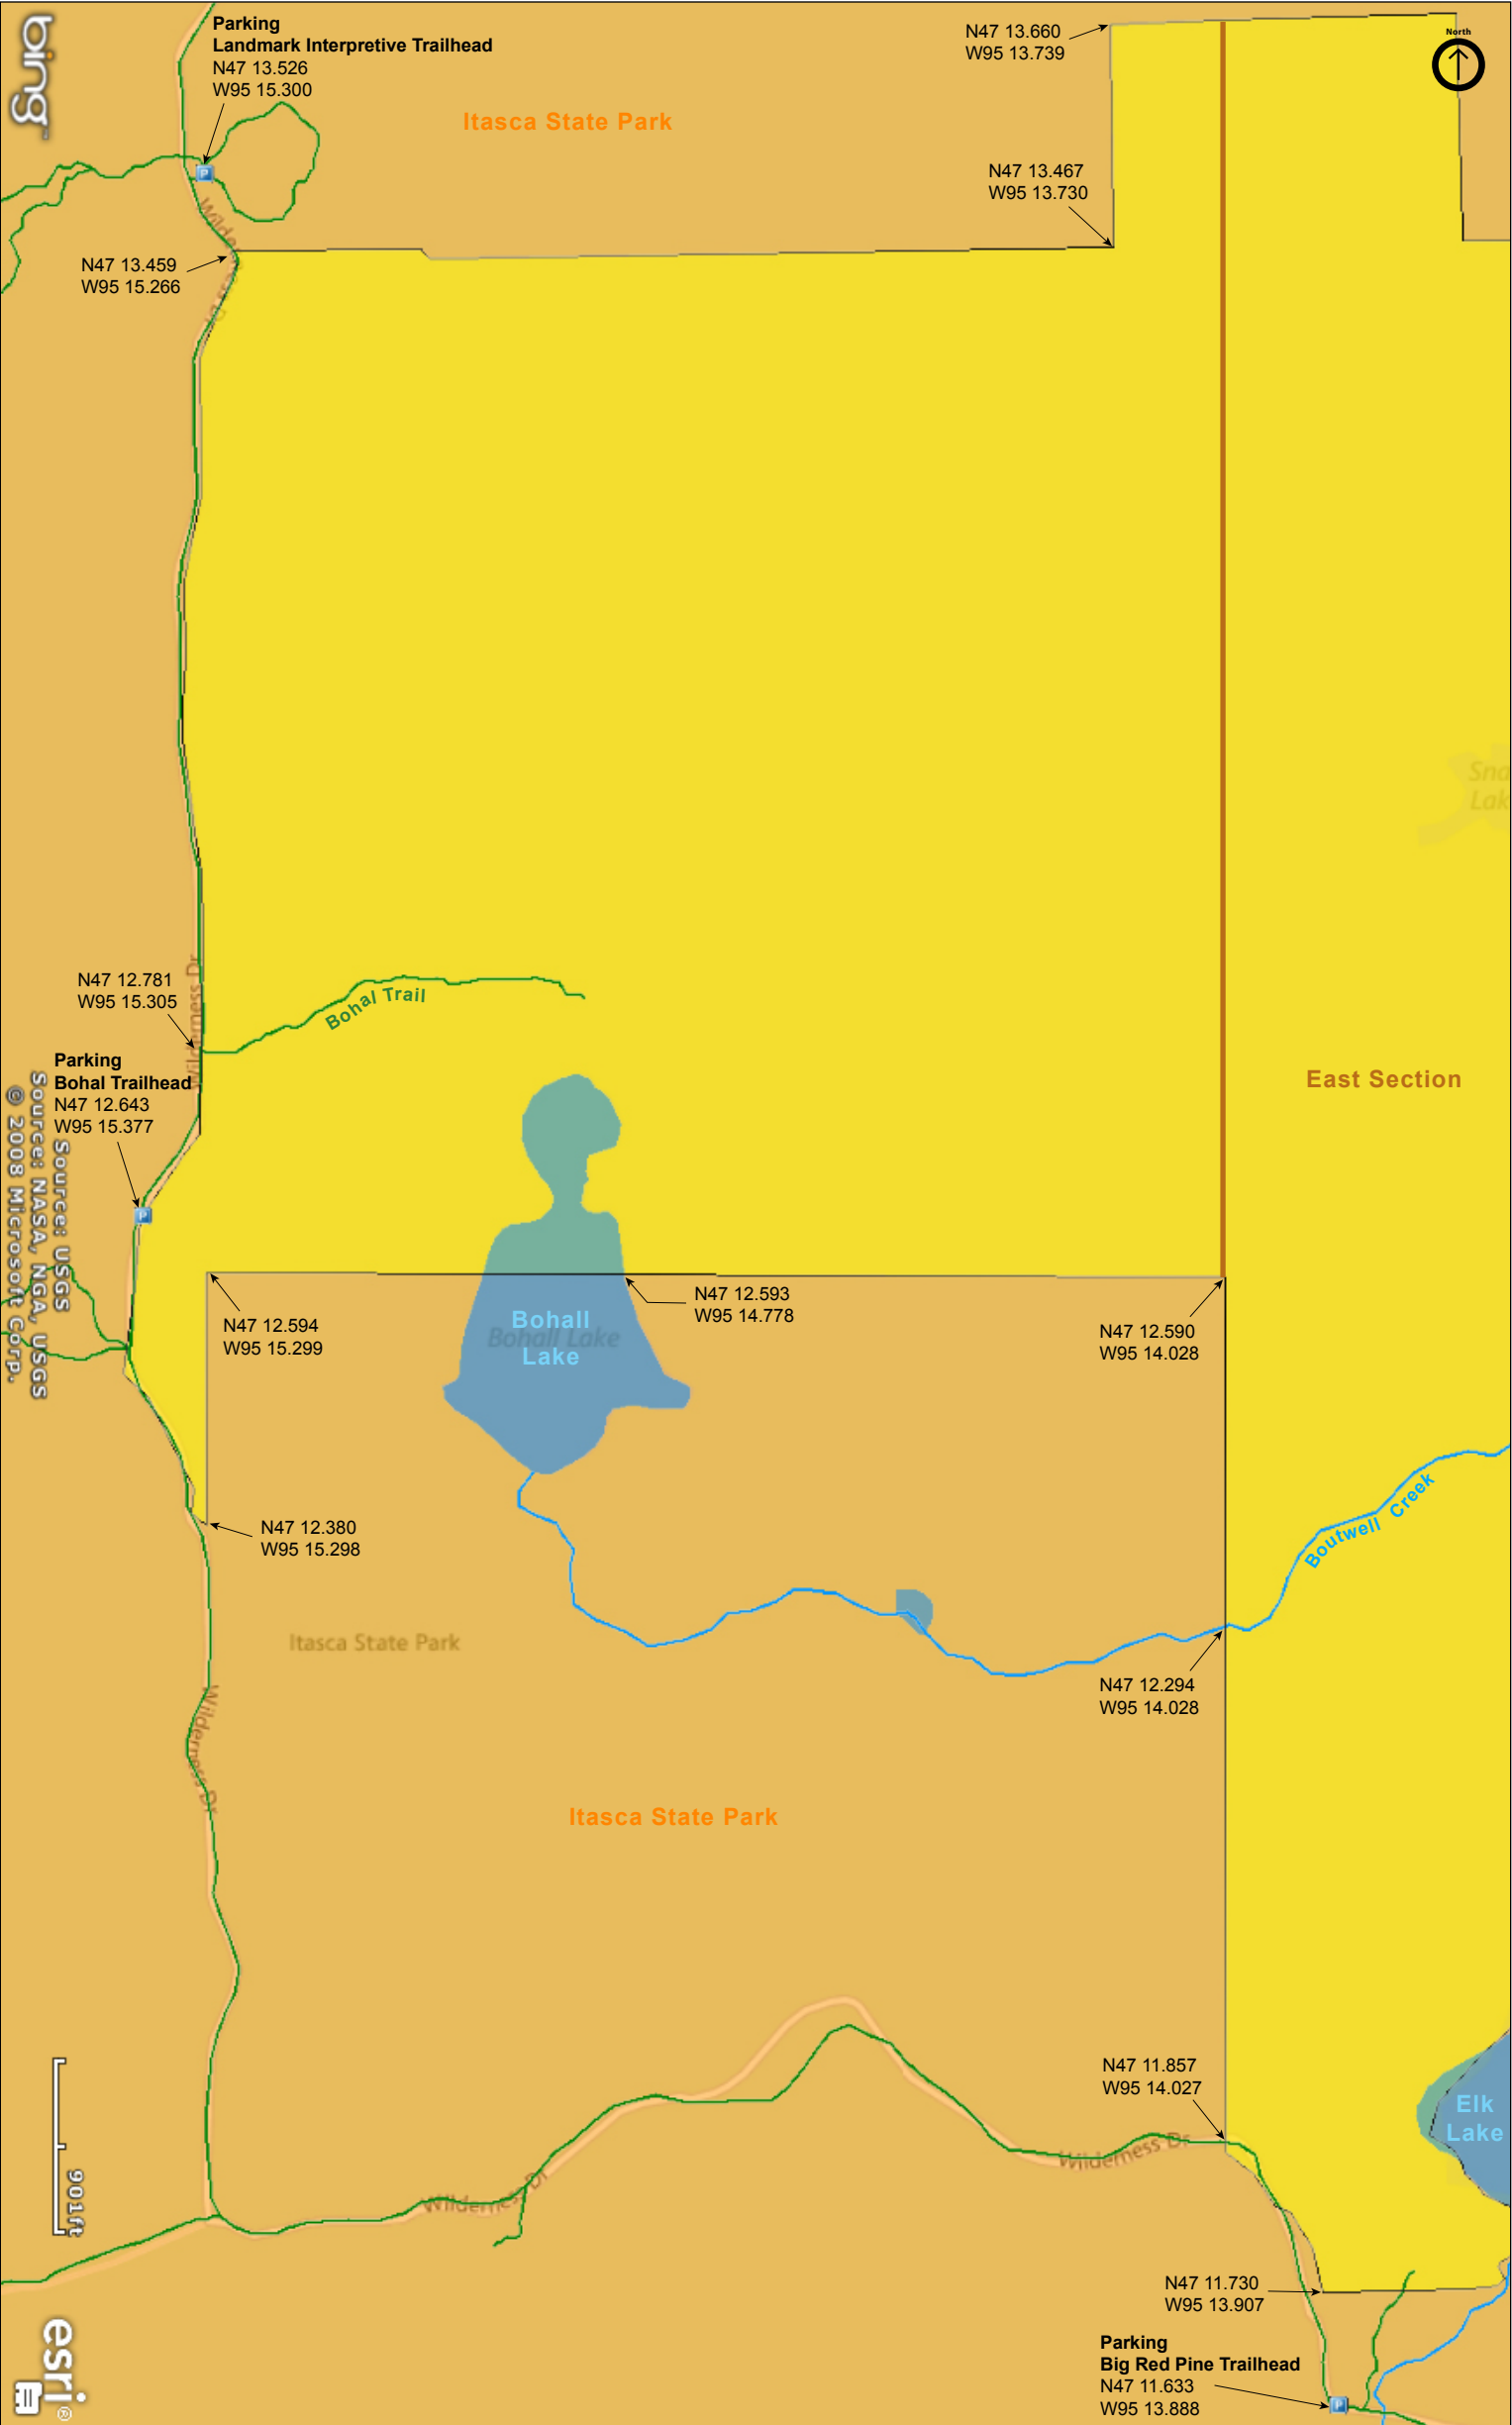 Parking
Landmark Interpretive Trailhead
N47 13.526
W95 15.300
bing™
Itasca State Park
N47 13.660
W95 13.739
North
N47 13.467
W95 13.730
Wilderness Dr
N47 13.459
W95 15.266
Sna
Lak
N47 12.781
W95 15.305
Wilderness Dr
Bohal Trail
East Section
Parking
Bohal Trailhead
N47 12.643
W95 15.377
Source: USGS
Source: NASA, NGA, USGS
© 2008 Microsoft Corp.
N47 12.594
W95 15.299
Bohall
Lake
Bohall Lake
N47 12.593
W95 14.778
N47 12.590
W95 14.028
N47 12.380
W95 15.298
Boutwell Creek
Itasca State Park
N47 12.294
W95 14.028
Wilderness Dr
Itasca State Park
N47 11.857
W95 14.027
Elk
Lake
Wilderness Dr
Wilderness Dr
901ft
N47 11.730
W95 13.907
Parking
Big Red Pine Trailhead
N47 11.633
W95 13.888
esri®
P
P
P